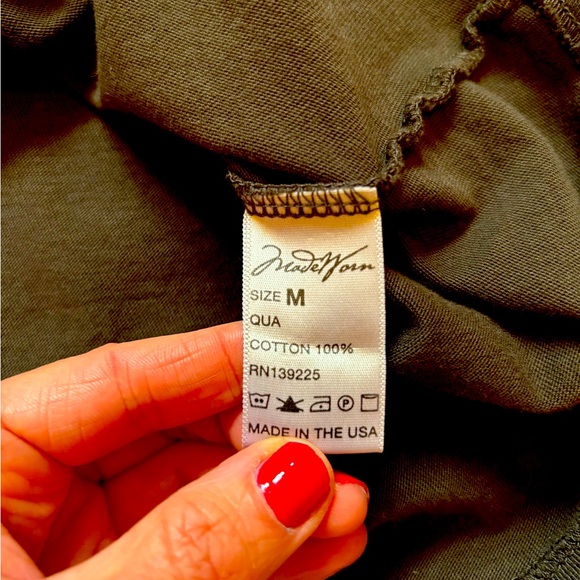 MadeWorn
SIZE M
QUA
COTTON 100%
RN139225
P
MADE IN THE USA